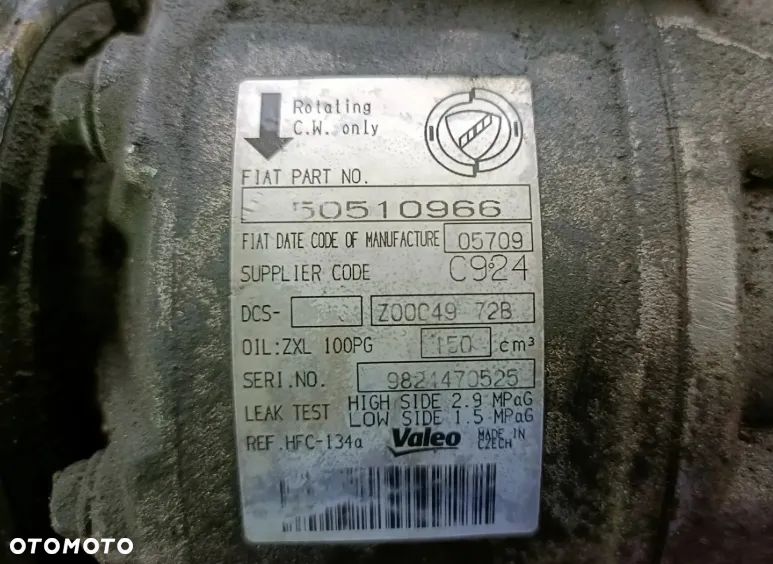 Rotating
C.W. only
FIAT PART NO.
50510966
FIAT DATE CODE OF MANUFACTURE 05709
SUPPLIER CODE C924
DCS- 72B
OIL:ZXL 100PG 150 cm³
SERI.NO. 9824470525
LEAK TEST HIGH SIDE 2.9 MPaG
LOW SIDE 1.5 MPaG
REF.HFC-134a Valeo MADE IN
CZECH
OTOMOTO